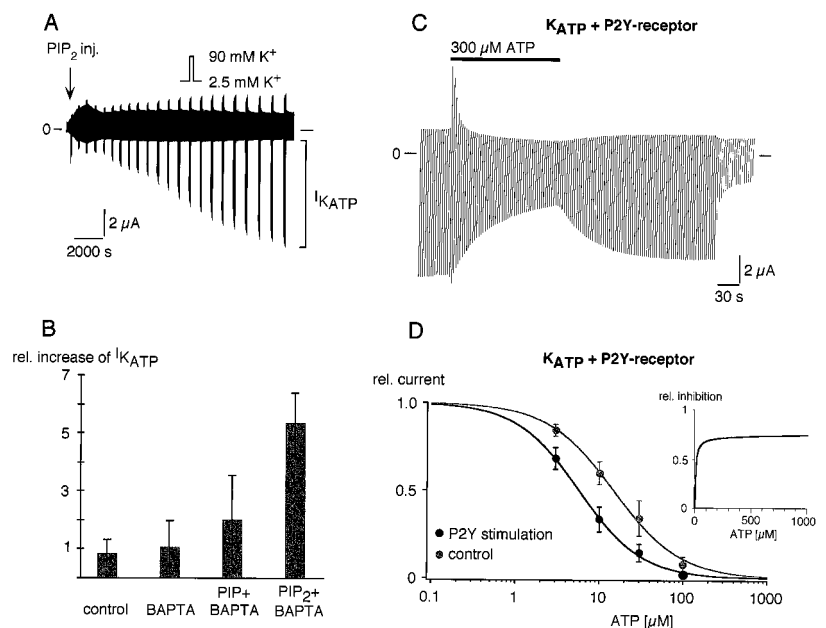 A
PIP2 inj.
90 mM K+
2.5 mM K+
0
IKATP
2 µA
2000 s
B
rel. increase of IKATP
7
5
3
2
1
control
BAPTA
PIP+
BAPTA
PIP2+
BAPTA
C
KATP + P2Y-receptor
300 µM ATP
0
2 µA
30 s
D
KATP + P2Y-receptor
rel. current
1.0
0.5
0
P2Y stimulation
control
0.1
1
10
100
1000
ATP [µM]
rel. inhibition
1
0.5
0
0
500
1000
ATP [µM]